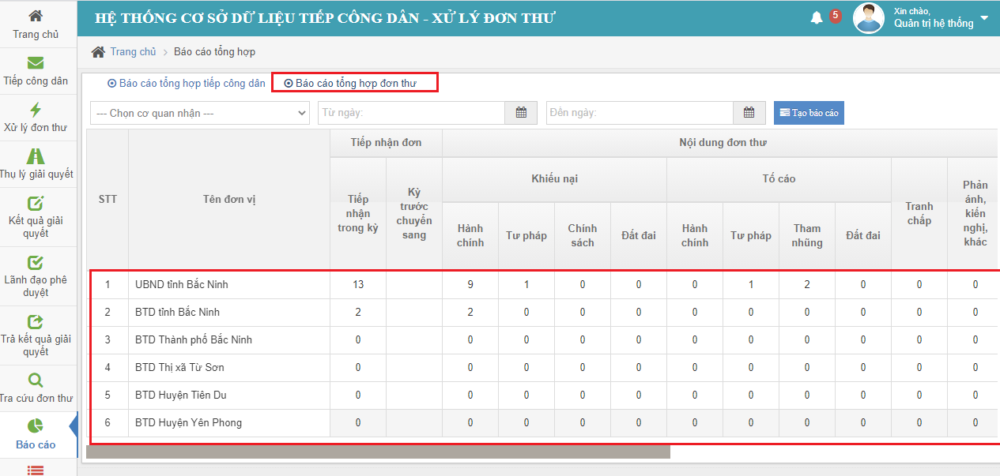 HỆ THỐNG CƠ SỞ DỮ LIỆU TIẾP CÔNG DÂN - XỬ LÝ ĐƠN THƯ
5
Xin chào,
Quản trị hệ thống
Trang chủ
Tiếp công dân
Xử lý đơn thư
Thụ lý giải quyết
Kết quả giải
quyết
Lãnh đạo phê
duyệt
Trả kết quả giải
quyết
Tra cứu đơn thư
Báo cáo
Trang chủ > Báo cáo tổng hợp
Báo cáo tổng hợp tiếp công dân Báo cáo tổng hợp đơn thư
--- Chọn cơ quan nhận --- Từ ngày: Đến ngày: Tạo báo cáo
STT
Tên đơn vị
Tiếp nhận đơn
Tiếp
nhận
trong kỳ
Kỳ
trước
chuyển
sang
Nội dung đơn thư
Khiếu nại
Hành
chính
Tư pháp
Chính
sách
Đất đai
Tố cáo
Hành
chính
Tư pháp
Tham
nhũng
Đất đai
Tranh
chấp
Phản
ánh,
kiến
nghị,
khác
1 UBND tỉnh Bắc Ninh 13 9 1 0 0 0 1 2 0 0 0
2 BTD tỉnh Bắc Ninh 2 2 0 0 0 0 0 0 0 0 0
3 BTD Thành phố Bắc Ninh 0 0 0 0 0 0 0 0 0 0 0
4 BTD Thị xã Từ Sơn 0 0 0 0 0 0 0 0 0 0 0
5 BTD Huyện Tiên Du 0 0 0 0 0 0 0 0 0 0 0
6 BTD Huyện Yên Phong 0 0 0 0 0 0 0 0 0 0 0